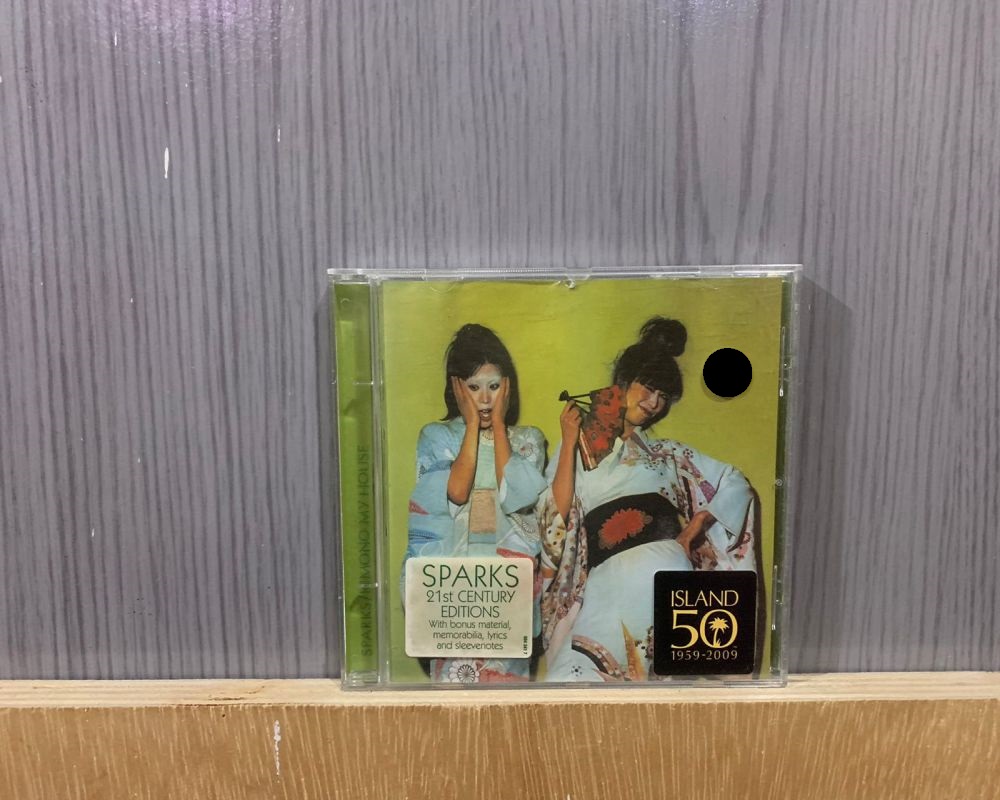 SPARKS/KIMONO MY HOUSE
SPARKS
21st CENTURY
EDITIONS
With bonus material,
memorabilia, lyrics
and sleevenotes
ISLAND
50
1959-2009